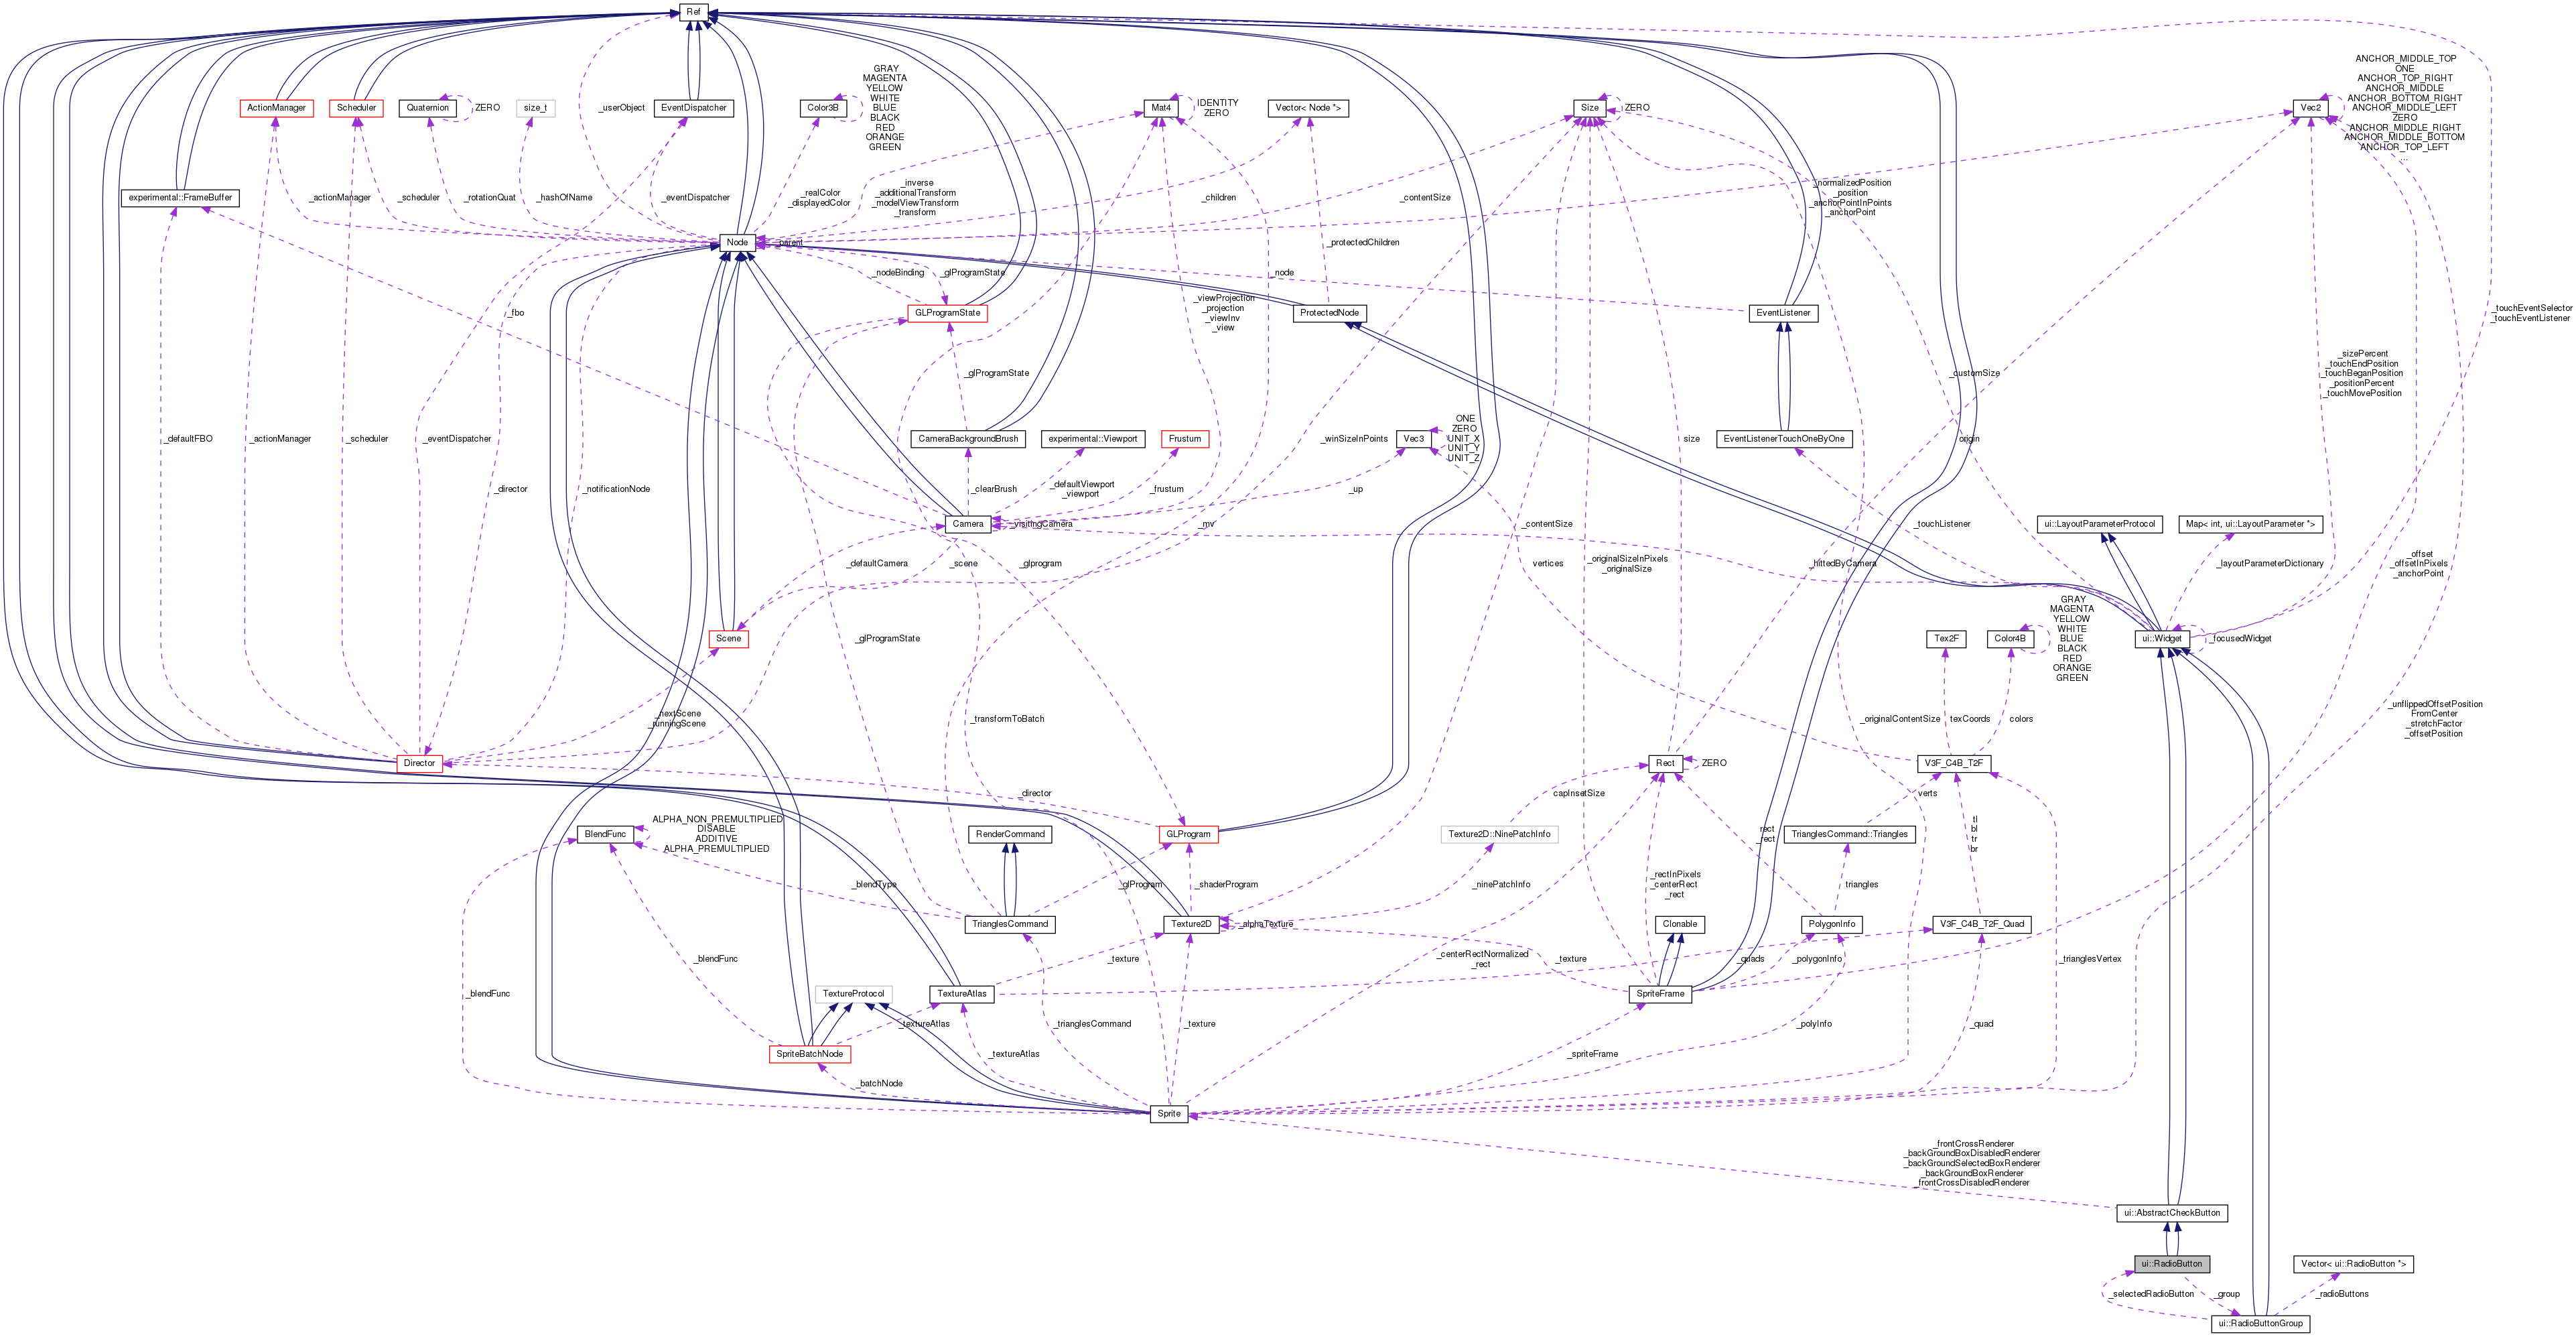 Ref
ActionManager
Scheduler
Quaternion
ZERO
size_t
_userObject
EventDispatcher
Color3B
GRAY
MAGENTA
YELLOW
WHITE
BLUE
BLACK
RED
ORANGE
GREEN
Mat4
IDENTITY
ZERO
Vector< Node *>
Size
ZERO
Vec2
ANCHOR_MIDDLE_TOP
ONE
ANCHOR_TOP_RIGHT
ANCHOR_MIDDLE
ANCHOR_BOTTOM_RIGHT
ANCHOR_MIDDLE_LEFT
ZERO
ANCHOR_MIDDLE_RIGHT
ANCHOR_MIDDLE_BOTTOM
ANCHOR_TOP_LEFT
...
experimental::FrameBuffer
_actionManager
_scheduler
_rotationQuat
_hashOfName
_eventDispatcher
_realColor
_displayedColor
_inverse
_additionalTransform
_modelViewTransform
_transform
_children
_contentSize
_normalizedPosition
_position
_anchorPointInPoints
_anchorPoint
Node
_parent
_protectedChildren
_nodeBinding
_glProgramState
_node
_fbo
GLProgramState
_viewProjection
_projection
_viewInv
_view
ProtectedNode
EventListener
_touchEventSelector
_touchEventListener
_glProgramState
_customSize
_sizePercent
_touchEndPosition
_touchBeganPosition
_positionPercent
_touchMovePosition
_defaultFBO
_actionManager
_scheduler
_eventDispatcher
CameraBackgroundBrush
experimental::Viewport
Frustum
_winSizeInPoints
Vec3
ONE
ZERO
UNIT_X
UNIT_Y
UNIT_Z
size
EventListenerTouchOneByOne
origin
_director
_notificationNode
_clearBrush
_defaultViewport
_viewport
_frustum
_up
Camera
_visitingCamera
_mv
_contentSize
_touchListener
ui::LayoutParameterProtocol
Map< int, ui::LayoutParameter *>
_defaultCamera
_scene
_glprogram
vertices
_originalSizeInPixels
_originalSize
_hittedByCamera
_layoutParameterDictionary
_offset
_offsetInPixels
_anchorPoint
Scene
_glProgramState
Tex2F
Color4B
GRAY
MAGENTA
YELLOW
WHITE
BLUE
BLACK
RED
ORANGE
GREEN
ui::Widget
_focusedWidget
_nextScene
_runningScene
_transformToBatch
_originalContentSize
texCoords
colors
_unflippedOffsetPosition
FromCenter
_stretchFactor
_offsetPosition
Director
Rect
ZERO
V3F_C4B_T2F
_director
capInsetSize
verts
BlendFunc
ALPHA_NON_PREMULTIPLIED
DISABLE
ADDITIVE
ALPHA_PREMULTIPLIED
RenderCommand
GLProgram
Texture2D::NinePatchInfo
rect
_rect
TrianglesCommand::Triangles
tl
bl
tr
br
_blendType
_glProgram
_shaderProgram
_ninePatchInfo
_rectInPixels
_centerRect
_rect
triangles
TrianglesCommand
Texture2D
_alphaTexture
Clonable
PolygonInfo
V3F_C4B_T2F_Quad
_blendFunc
_texture
_centerRectNormalized
_rect
_texture
_quads
_polygonInfo
_trianglesVertex
_blendFunc
TextureProtocol
TextureAtlas
SpriteFrame
_textureAtlas
_trianglesCommand
_texture
_polyInfo
_quad
SpriteBatchNode
_textureAtlas
_spriteFrame
_batchNode
Sprite
_frontCrossRenderer
_backGroundBoxDisabledRenderer
_backGroundSelectedBoxRenderer
_backGroundBoxRenderer
_frontCrossDisabledRenderer
ui::AbstractCheckButton
ui::RadioButton
Vector< ui::RadioButton *>
_selectedRadioButton
_group
_radioButtons
ui::RadioButtonGroup